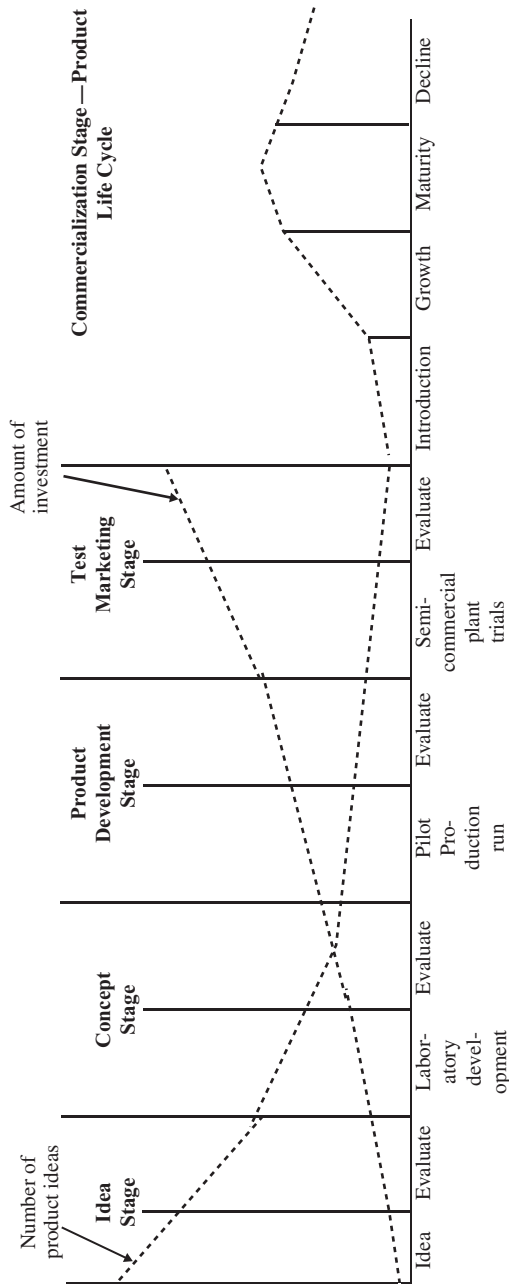 Number of
product ideas
Idea
Stage
Concept
Stage
Product
Development
Stage
Test
Marketing
Stage
Amount of
investment
Commercialization Stage—Product
Life Cycle
Idea
Evaluate
Labor-
atory
devel-
opment
Evaluate
Pilot
Pro-
duction
run
Evaluate
Semi-
commercial
plant
trials
Evaluate
Introduction
Growth
Maturity
Decline